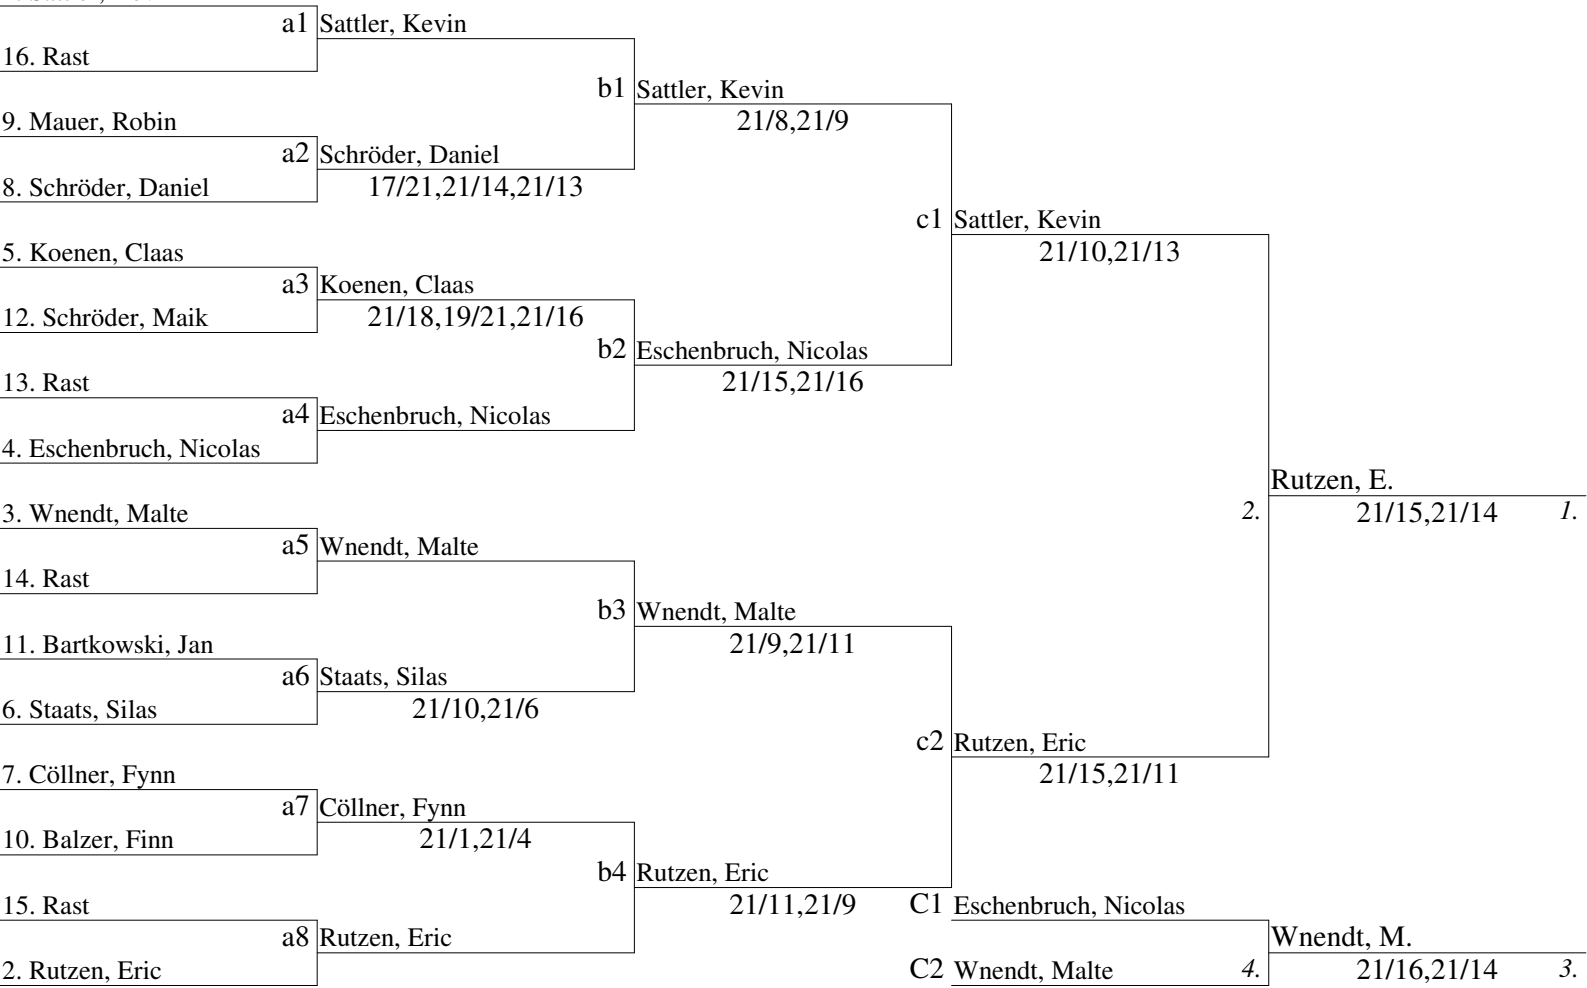 a1 Sattler, Kevin
16. Rast
b1 Sattler, Kevin
21/8,21/9
9. Mauer, Robin
a2 Schröder, Daniel
8. Schröder, Daniel
17/21,21/14,21/13
c1 Sattler, Kevin
21/10,21/13
5. Koenen, Claas
a3 Koenen, Claas
12. Schröder, Maik
21/18,19/21,21/16
b2 Eschenbruch, Nicolas
21/15,21/16
13. Rast
a4 Eschenbruch, Nicolas
4. Eschenbruch, Nicolas
Rutzen, E.
2.
21/15,21/14
1.
3. Wnendt, Malte
a5 Wnendt, Malte
14. Rast
b3 Wnendt, Malte
21/9,21/11
11. Bartkowski, Jan
a6 Staats, Silas
6. Staats, Silas
21/10,21/6
c2 Rutzen, Eric
21/15,21/11
7. Cöllner, Fynn
a7 Cöllner, Fynn
10. Balzer, Finn
21/1,21/4
b4 Rutzen, Eric
21/11,21/9
15. Rast
a8 Rutzen, Eric
2. Rutzen, Eric
C1 Eschenbruch, Nicolas
Wnendt, M.
C2 Wnendt, Malte
4.
21/16,21/14
3.